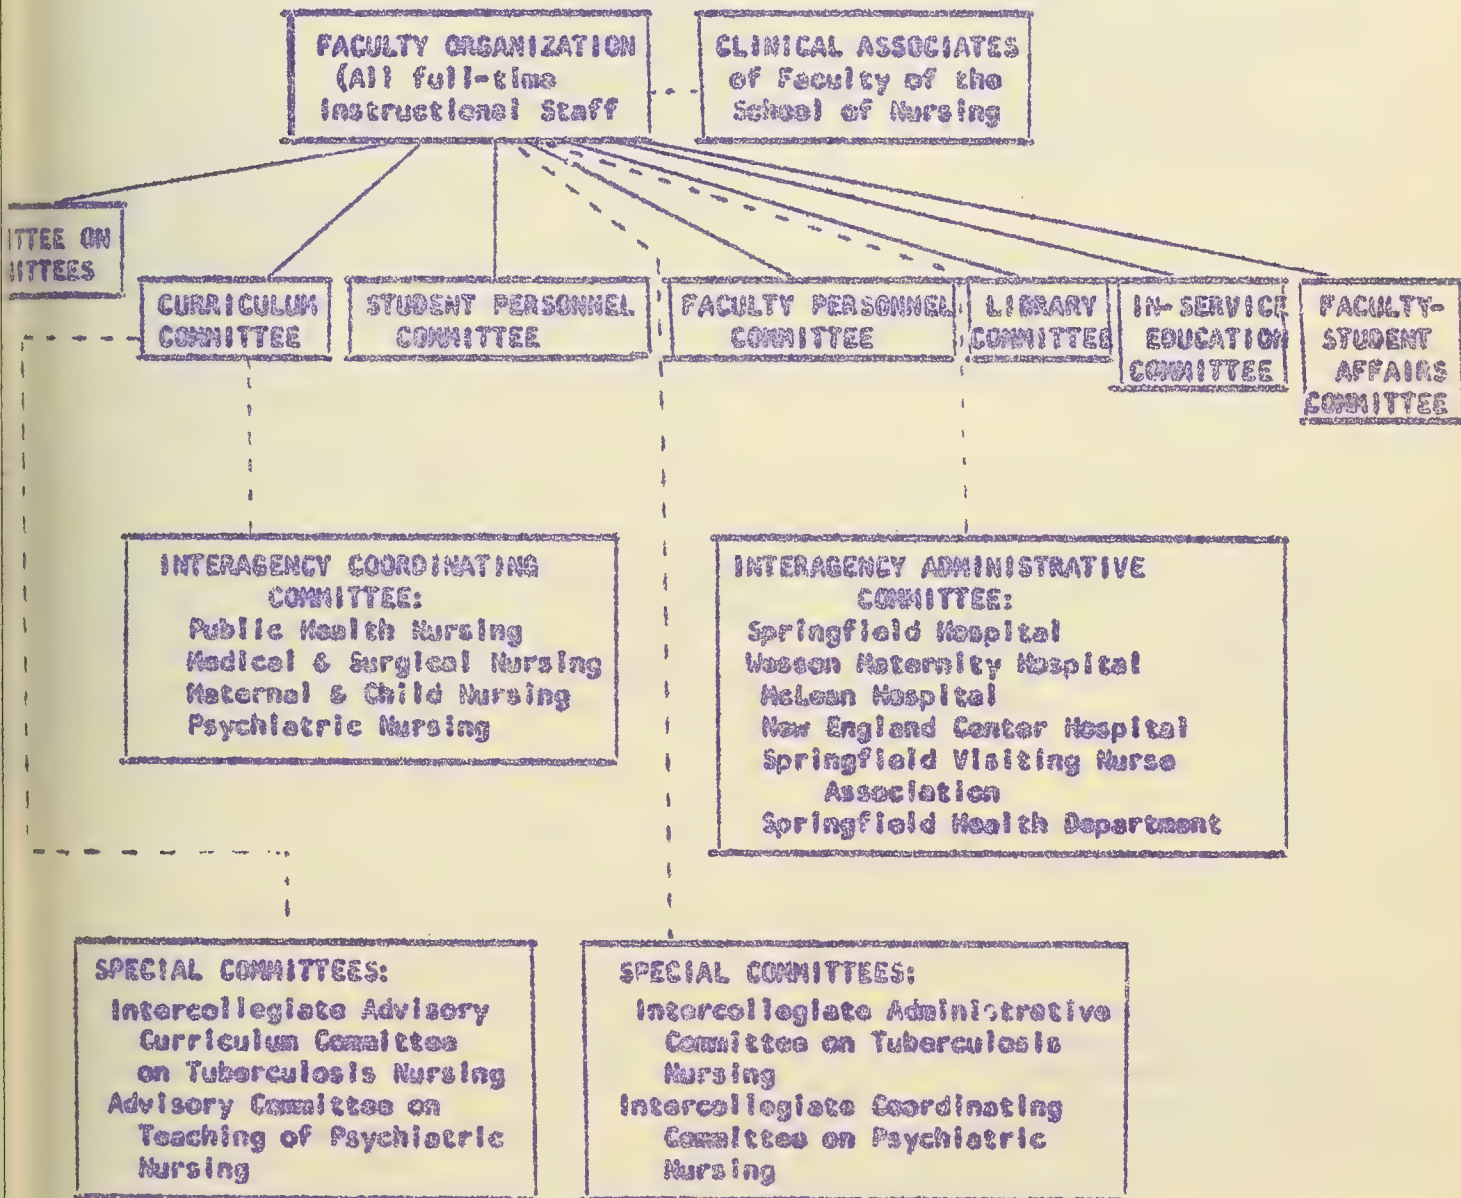 FACULTY ORGANIZATION
(All full-time
Instructional Staff
CLINICAL ASSOCIATES
of Faculty of the
School of Nursing
ITTEE ON
ITTEES
CURRICULUM
COMMITTEE
STUDENT PERSONNEL
COMMITTEE
FACULTY PERSONNEL
COMMITTEE
LIBRARY
COMMITTEE
IN-SERVICE
EDUCATION
COMMITTEE
FACULTY-
STUDENT
AFFAIRS
COMMITTEE
INTERAGENCY COORDINATING
COMMITTEE:
Public Health Nursing
Medical & Surgical Nursing
Maternal & Child Nursing
Psychiatric Nursing
INTERAGENCY ADMINISTRATIVE
COMMITTEE:
Springfield Hospital
Wesson Maternity Hospital
McLean Hospital
New England Center Hospital
Springfield Visiting Nurse
Association
Springfield Health Department
SPECIAL COMMITTEES:
Intercollegiate Advisory
Curriculum Committee
on Tuberculosis Nursing
Advisory Committee on
Teaching of Psychiatric
Nursing
SPECIAL COMMITTEES:
Intercollegiate Administrative
Committee on Tuberculosis
Nursing
Intercollegiate Coordinating
Committee on Psychiatric
Nursing